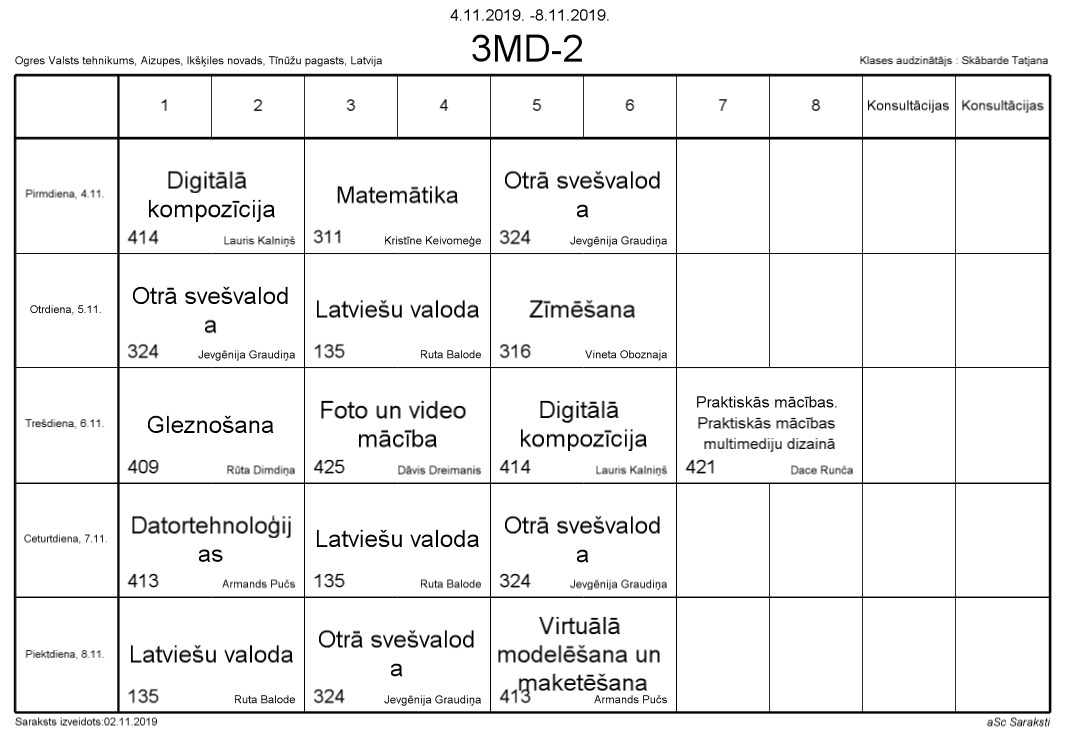 4.11.2019. -8.11.2019.
3MD-2
Ogres Valsts tehnikums, Aizupes, Ikšķiles novads, Tīnūžu pagasts, Latvija
Klases audzinātājs : Skābarde Tatjana
1 2 3 4 5 6 7 8 Konsultācijas Konsultācijas
Pirmdiena, 4.11.
Digitālā
kompozīcija
414 Lauris Kalniņš
Matemātika
311 Kristīne Keivomeģe
Otrā svešvalod
a
324 Jevgēnija Graudiņa
Otrdiena, 5.11.
Otrā svešvalod
a
324 Jevgēnija Graudiņa
Latviešu valoda
135 Ruta Balode
Zīmēšana
316 Vineta Oboznaja
Trešdiena, 6.11.
Gleznošana
409 Rūta Dimdiņa
Foto un video
mācība
425 Dāvis Dreimanis
Digitālā
kompozīcija
414 Lauris Kalniņš
Praktiskās mācības.
Praktiskās mācības
multimediju dizainā
421 Dace Runča
Ceturtdiena, 7.11.
Datortehnoloģij
as
413 Armands Pučs
Latviešu valoda
135 Ruta Balode
Otrā svešvalod
a
324 Jevgēnija Graudiņa
Piektdiena, 8.11.
Latviešu valoda
135 Ruta Balode
Otrā svešvalod
a
324 Jevgēnija Graudiņa
Virtuālā
modelēšana un
maketēšana
413 Armands Pučs
Saraksts izveidots:02.11.2019
aSc Saraksti